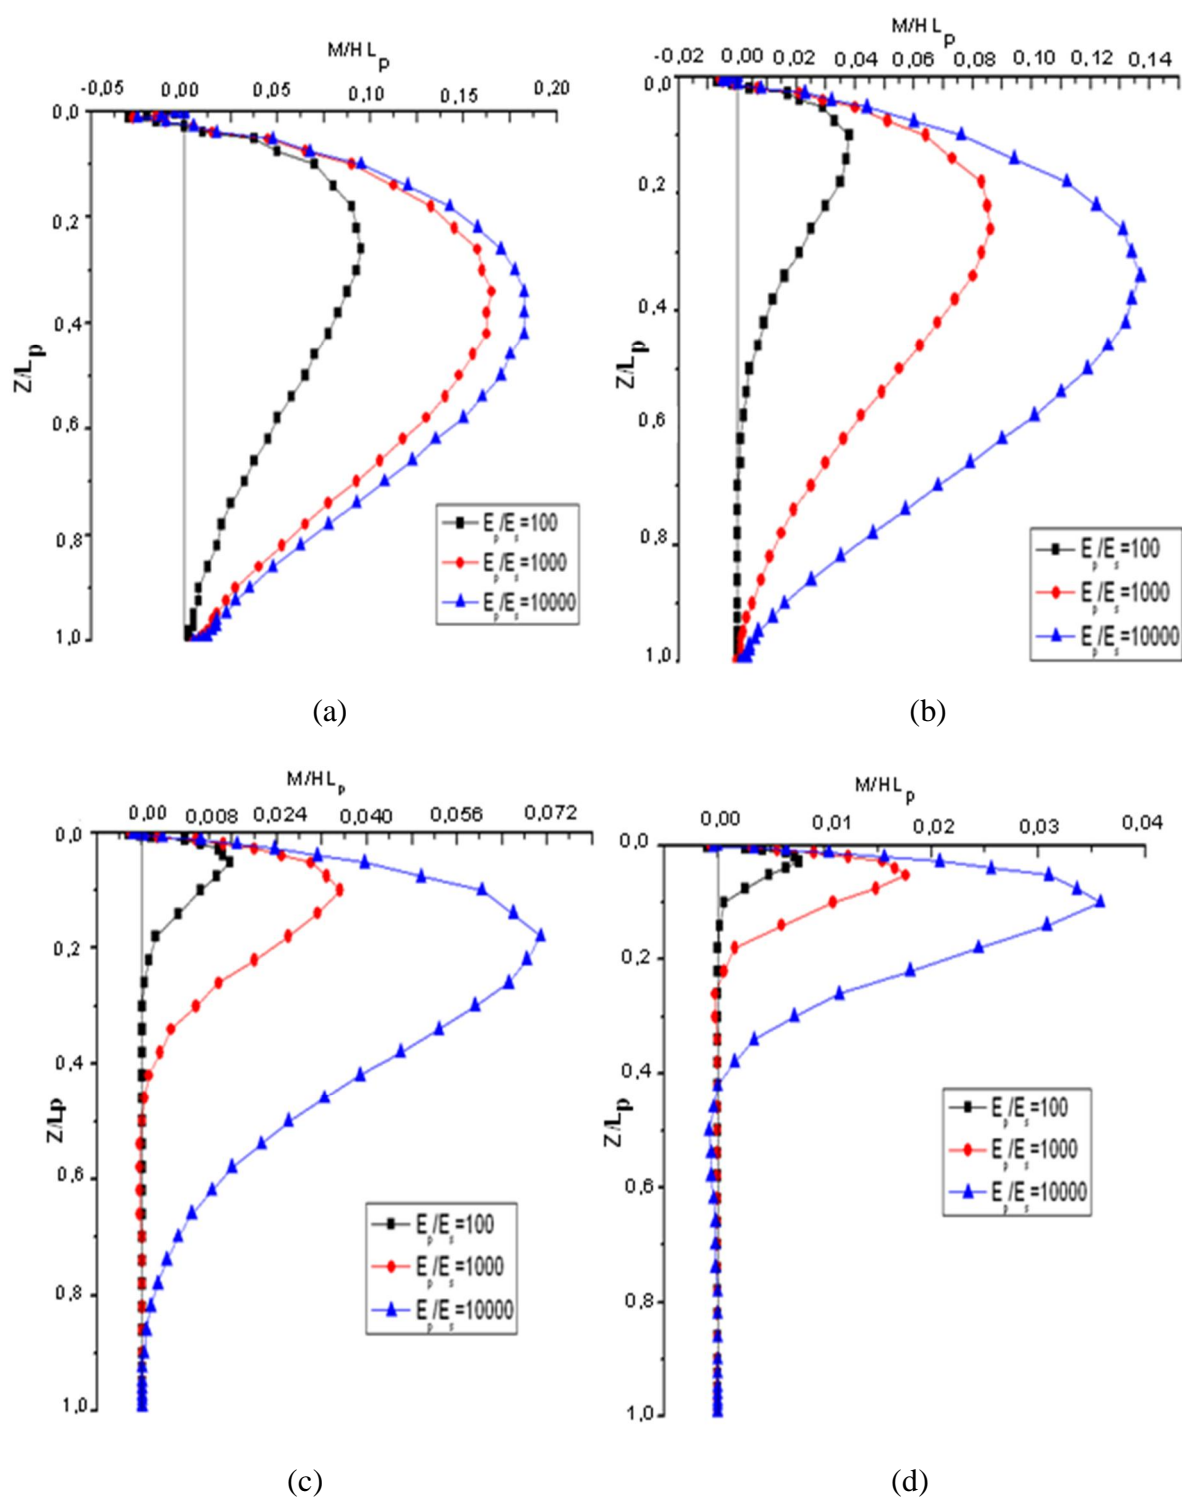 M/HLp
-0,05 0,00 0,05 0,10 0,15 0,20
0,0
0,2
0,4
0,6
0,8
1,0
Z/Lp
Ep/Es=100
Ep/Es=1000
Ep/Es=10000
(a)
M/HLp
-0,02 0,00 0,02 0,04 0,06 0,08 0,10 0,12 0,14
0,0
0,2
0,4
0,6
0,8
1,0
Z/Lp
Ep/Es=100
Ep/Es=1000
Ep/Es=10000
(b)
M/HLp
0,00 0,008 0,024 0,040 0,056 0,072
0,0
0,2
0,4
0,6
0,8
1,0
Z/Lp
Ep/Es=100
Ep/Es=1000
Ep/Es=10000
(c)
M/HLp
0,00 0,01 0,02 0,03 0,04
0,0
0,2
0,4
0,6
0,8
1,0
Z/Lp
Ep/Es=100
Ep/Es=1000
Ep/Es=10000
(d)